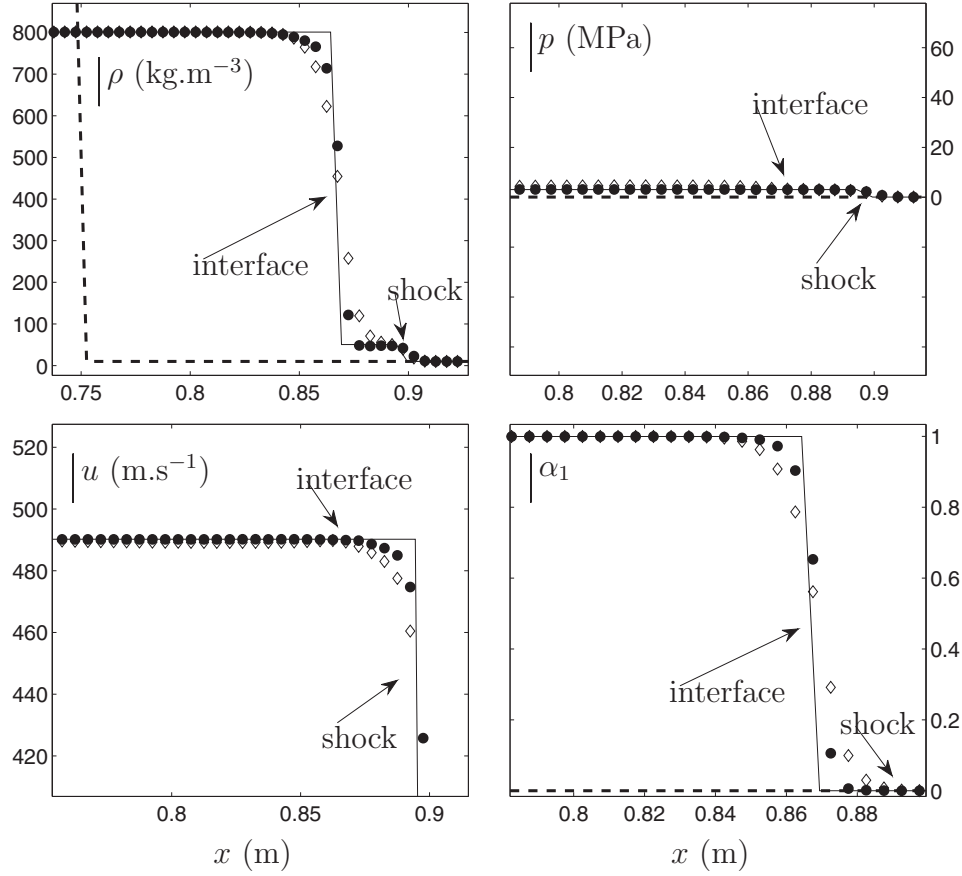 800
700
600
500
400
300
200
100
0
ρ (kg.m⁻³)
interface
shock
0.75 0.8 0.85 0.9
p (MPa)
interface
shock
60
40
20
0
0.8 0.82 0.84 0.86 0.88 0.9
520
500
480
460
440
420
u (m.s⁻¹)
interface
shock
0.8 0.85 0.9
x (m)
α₁
interface
shock
1
0.8
0.6
0.4
0.2
0
0.8 0.82 0.84 0.86 0.88
x (m)